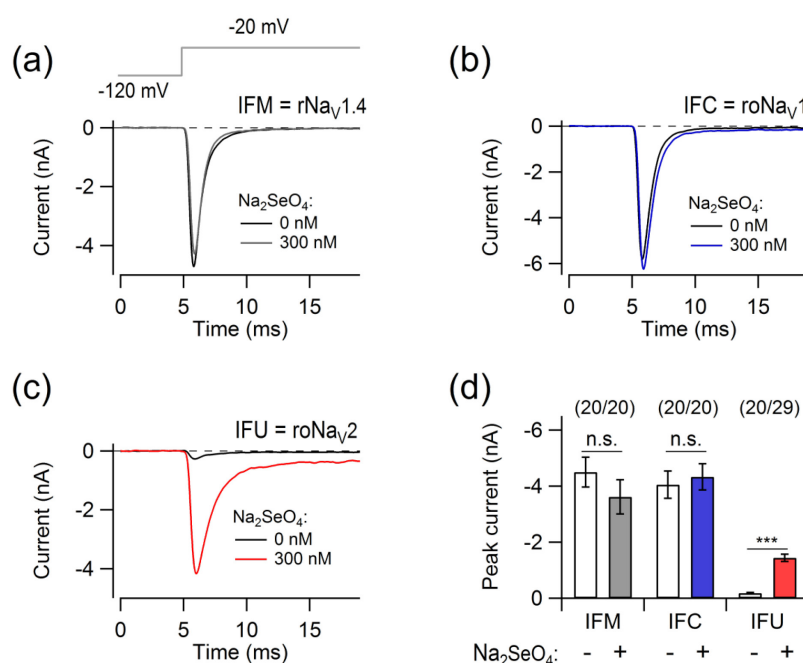 (a)
-20 mV
-120 mV
IFM = rNaV1.4
Current (nA)
0
-2
-4
Na2SeO4:
0 nM
300 nM
0 5 10 15
Time (ms)
(b)
IFC = roNaV1
Current (nA)
0
-2
-4
-6
Na2SeO4:
0 nM
300 nM
0 5 10 15
Time (ms)
(c)
IFU = roNaV2
Current (nA)
0
-2
-4
Na2SeO4:
0 nM
300 nM
0 5 10 15
Time (ms)
(d)
(20/20) (20/20) (20/29)
Peak current (nA)
-6
-4
-2
0
n.s. n.s. ***
IFM IFC IFU
Na2SeO4: - + - + - +